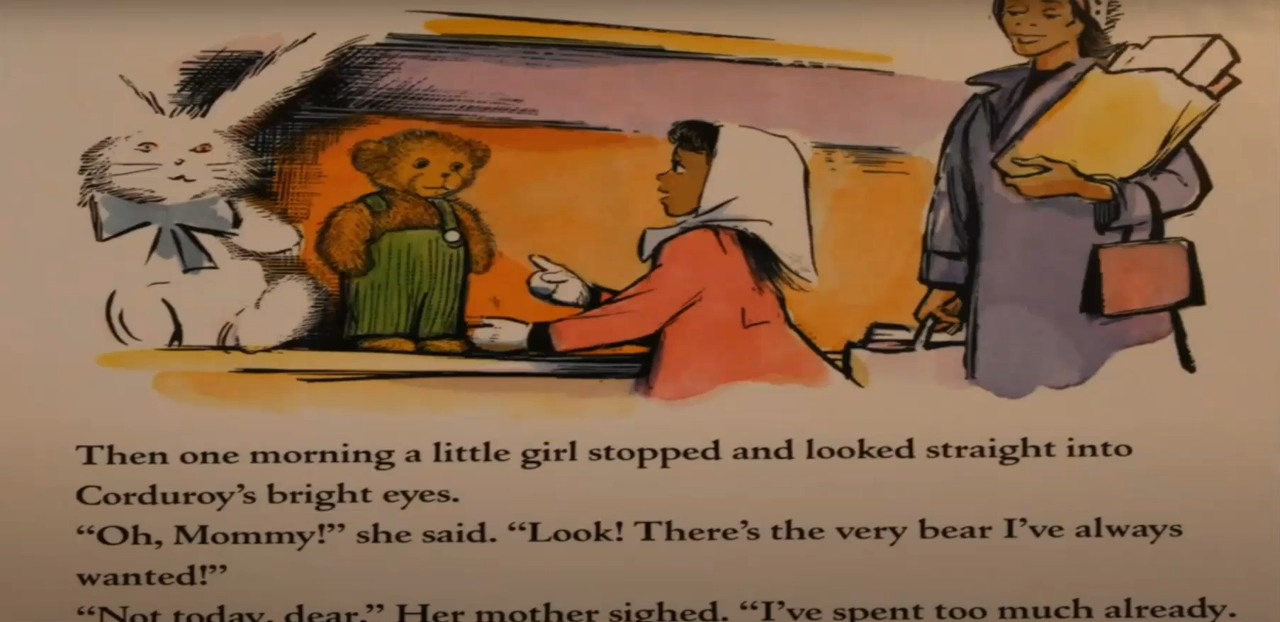 Then one morning a little girl stopped and looked straight into
Corduroy's bright eyes.
“Oh, Mommy!” she said. “Look! There's the very bear I've always
wanted!”
“Not today, dear.” Her mother sighed. “I've spent too much already.